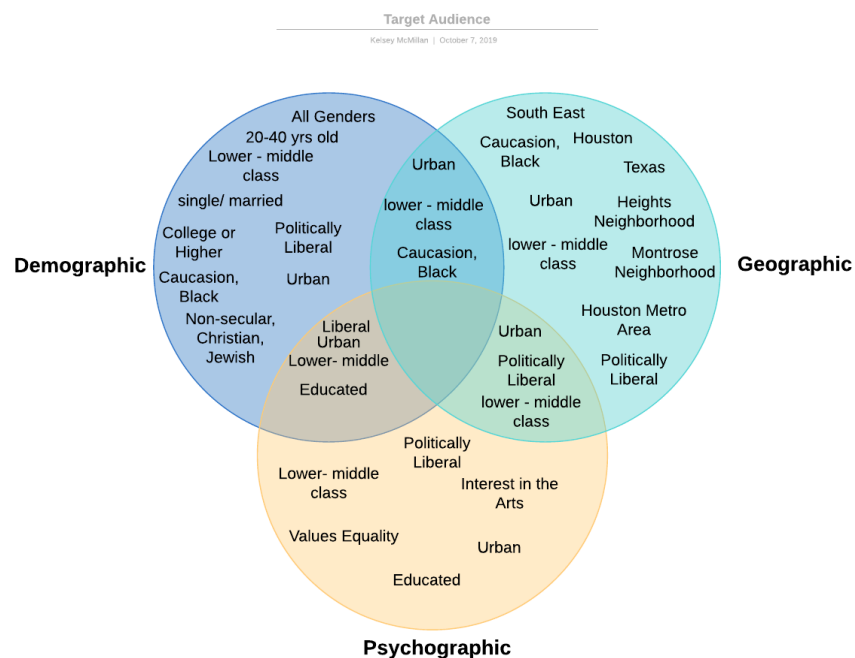 Target Audience
Kelsey McMillan | October 7, 2019
All Genders
20-40 yrs old
Lower - middle
class
single/ married
College or
Higher
Politically
Liberal
Caucasion,
Black
Urban
Non-secular,
Christian,
Jewish
Demographic
Urban
lower - middle
class
Caucasion,
Black
South East
Caucasion,
Black
Houston
Texas
Urban
Heights
Neighborhood
lower - middle
class
Montrose
Neighborhood
Houston Metro
Area
Politically
Liberal
Geographic
Liberal
Urban
Lower- middle
Educated
Urban
Politically
Liberal
lower - middle
class
Politically
Liberal
Lower- middle
class
Interest in the
Arts
Values Equality
Urban
Educated
Psychographic